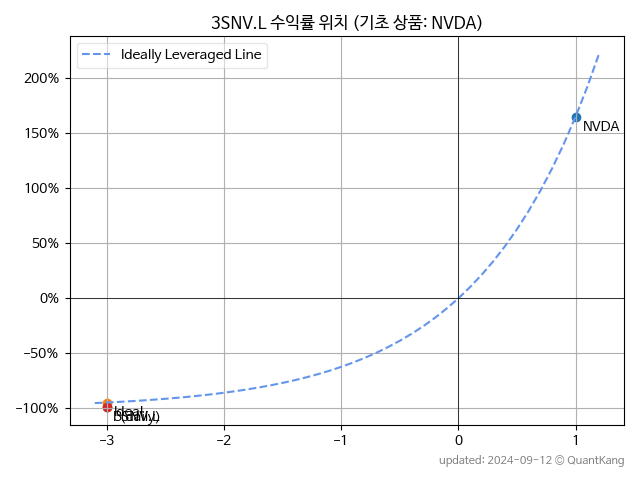 3SNV.L 수익률 위치 (기초 상품: NVDA)
Ideally Leveraged Line
200%
150%
100%
50%
0%
−50%
−100%
NVDA
Ideal
−3
−2
−1
0
1
updated: 2024-09-12 © QuantKang